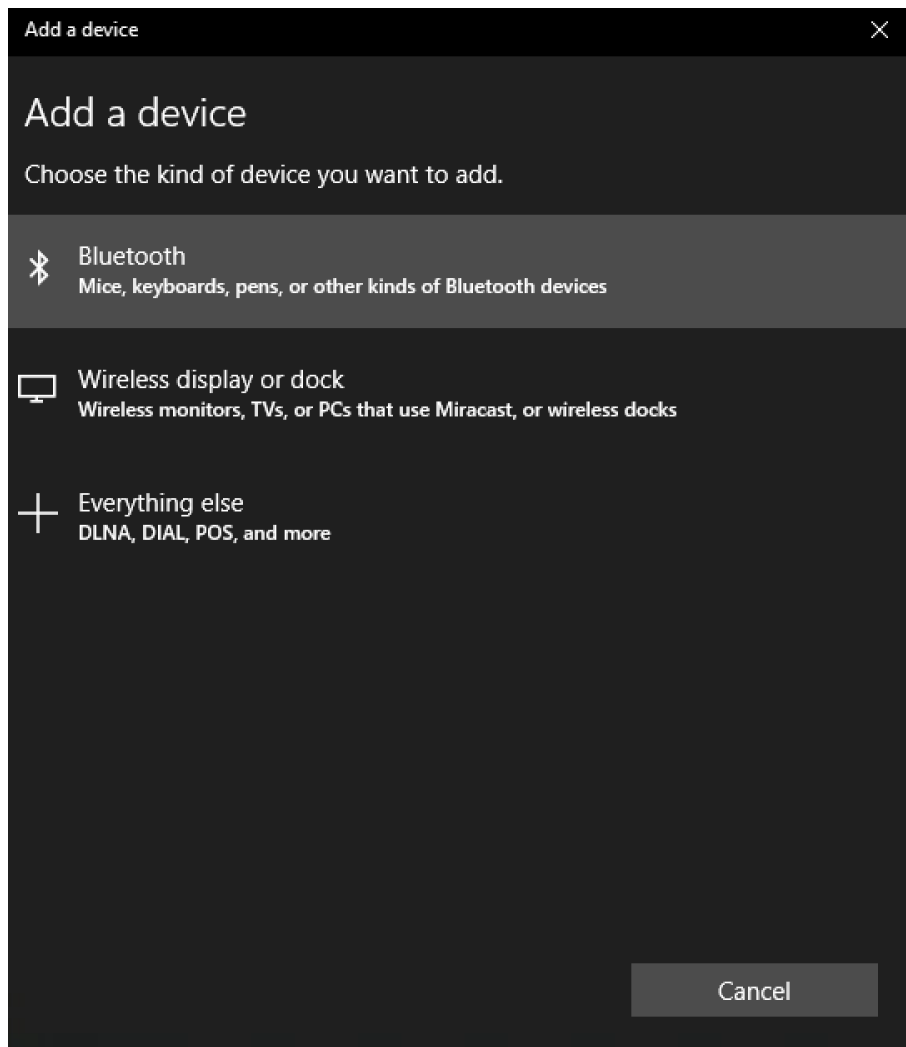 Add a device
Add a device
Choose the kind of device you want to add.
Bluetooth
Mice, keyboards, pens, or other kinds of Bluetooth devices
Wireless display or dock
Wireless monitors, TVs, or PCs that use Miracast, or wireless docks
Everything else
DLNA, DIAL, POS, and more
Cancel